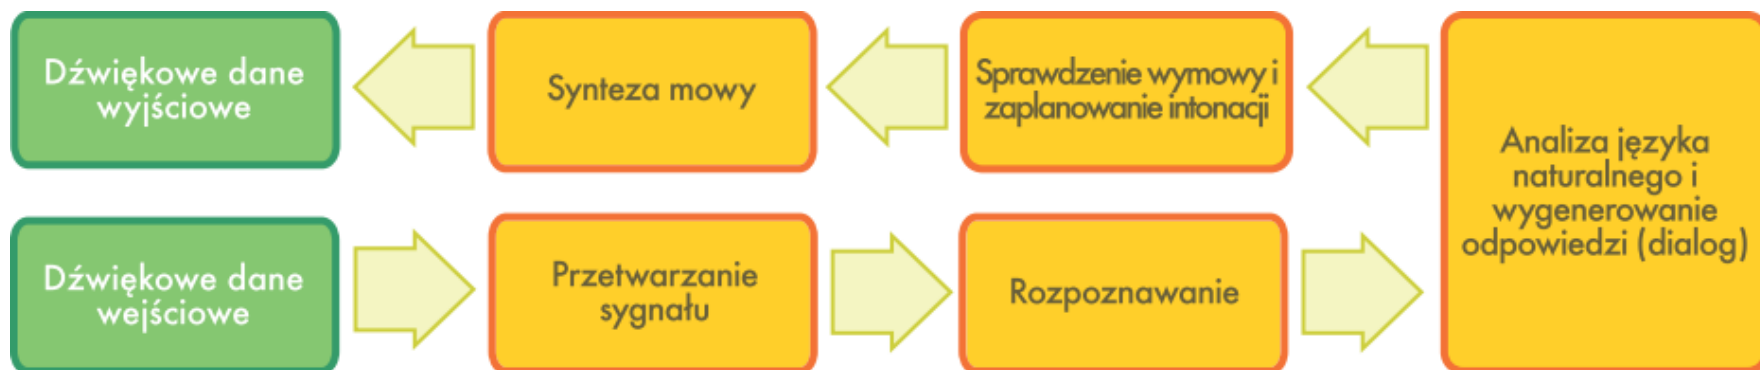 Dźwiękowe dane
wyjściowe
Synteza mowy
Sprawdzenie wymowy i
zaplanowanie intonacji
Analiza języka
naturalnego i
wygenerowanie
odpowiedzi (dialog)
Dźwiękowe dane
wejściowe
Przetwarzanie
sygnału
Rozpoznawanie